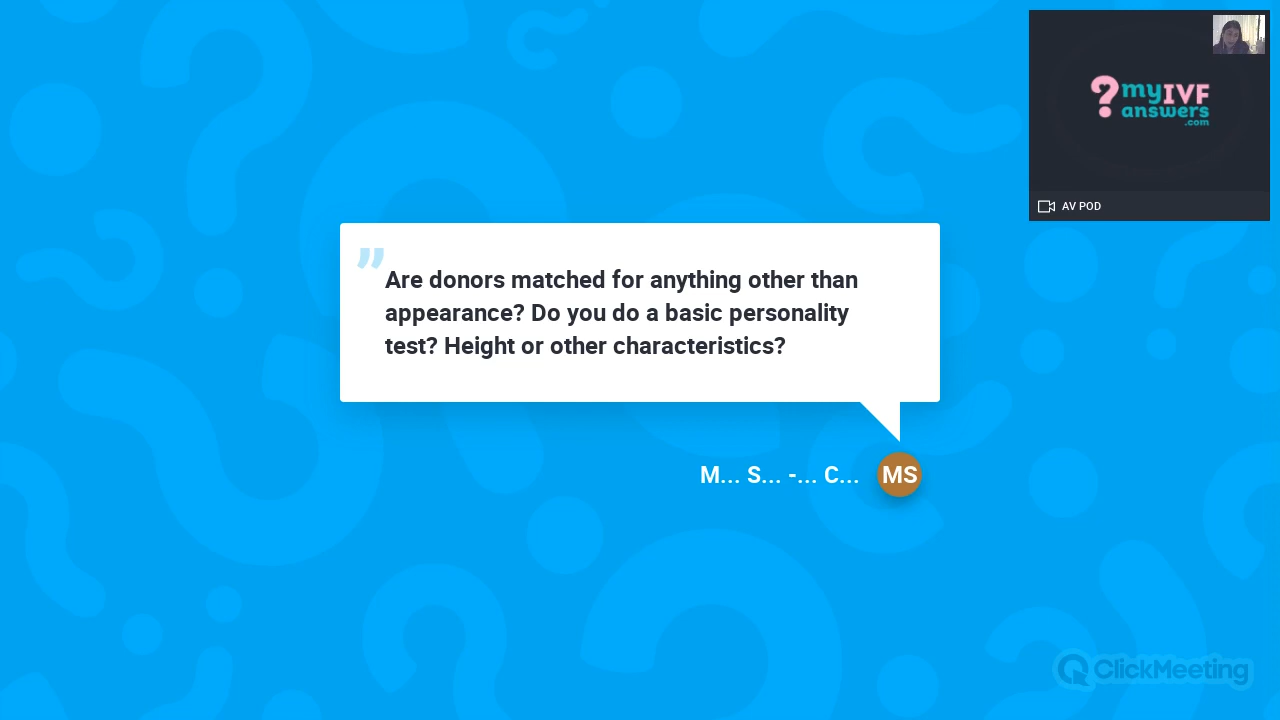 ?myIVF
answers
.com
AV POD
”
Are donors matched for anything other than
appearance? Do you do a basic personality
test? Height or other characteristics?
M... S... -... C...
MS
ClickMeeting